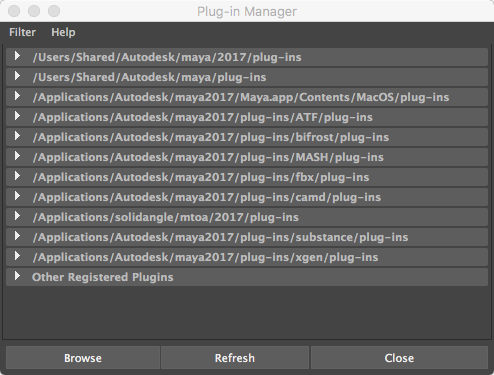 Plug-in Manager
Filter Help
/Users/Shared/Autodesk/maya/2017/plug-ins
/Users/Shared/Autodesk/maya/plug-ins
/Applications/Autodesk/maya2017/Maya.app/Contents/MacOS/plug-ins
/Applications/Autodesk/maya2017/plug-ins/ATF/plug-ins
/Applications/Autodesk/maya2017/plug-ins/bifrost/plug-ins
/Applications/Autodesk/maya2017/plug-ins/MASH/plug-ins
/Applications/Autodesk/maya2017/plug-ins/fbx/plug-ins
/Applications/Autodesk/maya2017/plug-ins/camd/plug-ins
/Applications/solidangle/mtoa/2017/plug-ins
/Applications/Autodesk/maya2017/plug-ins/substance/plug-ins
/Applications/Autodesk/maya2017/plug-ins/xgen/plug-ins
Other Registered Plugins
Browse Refresh Close